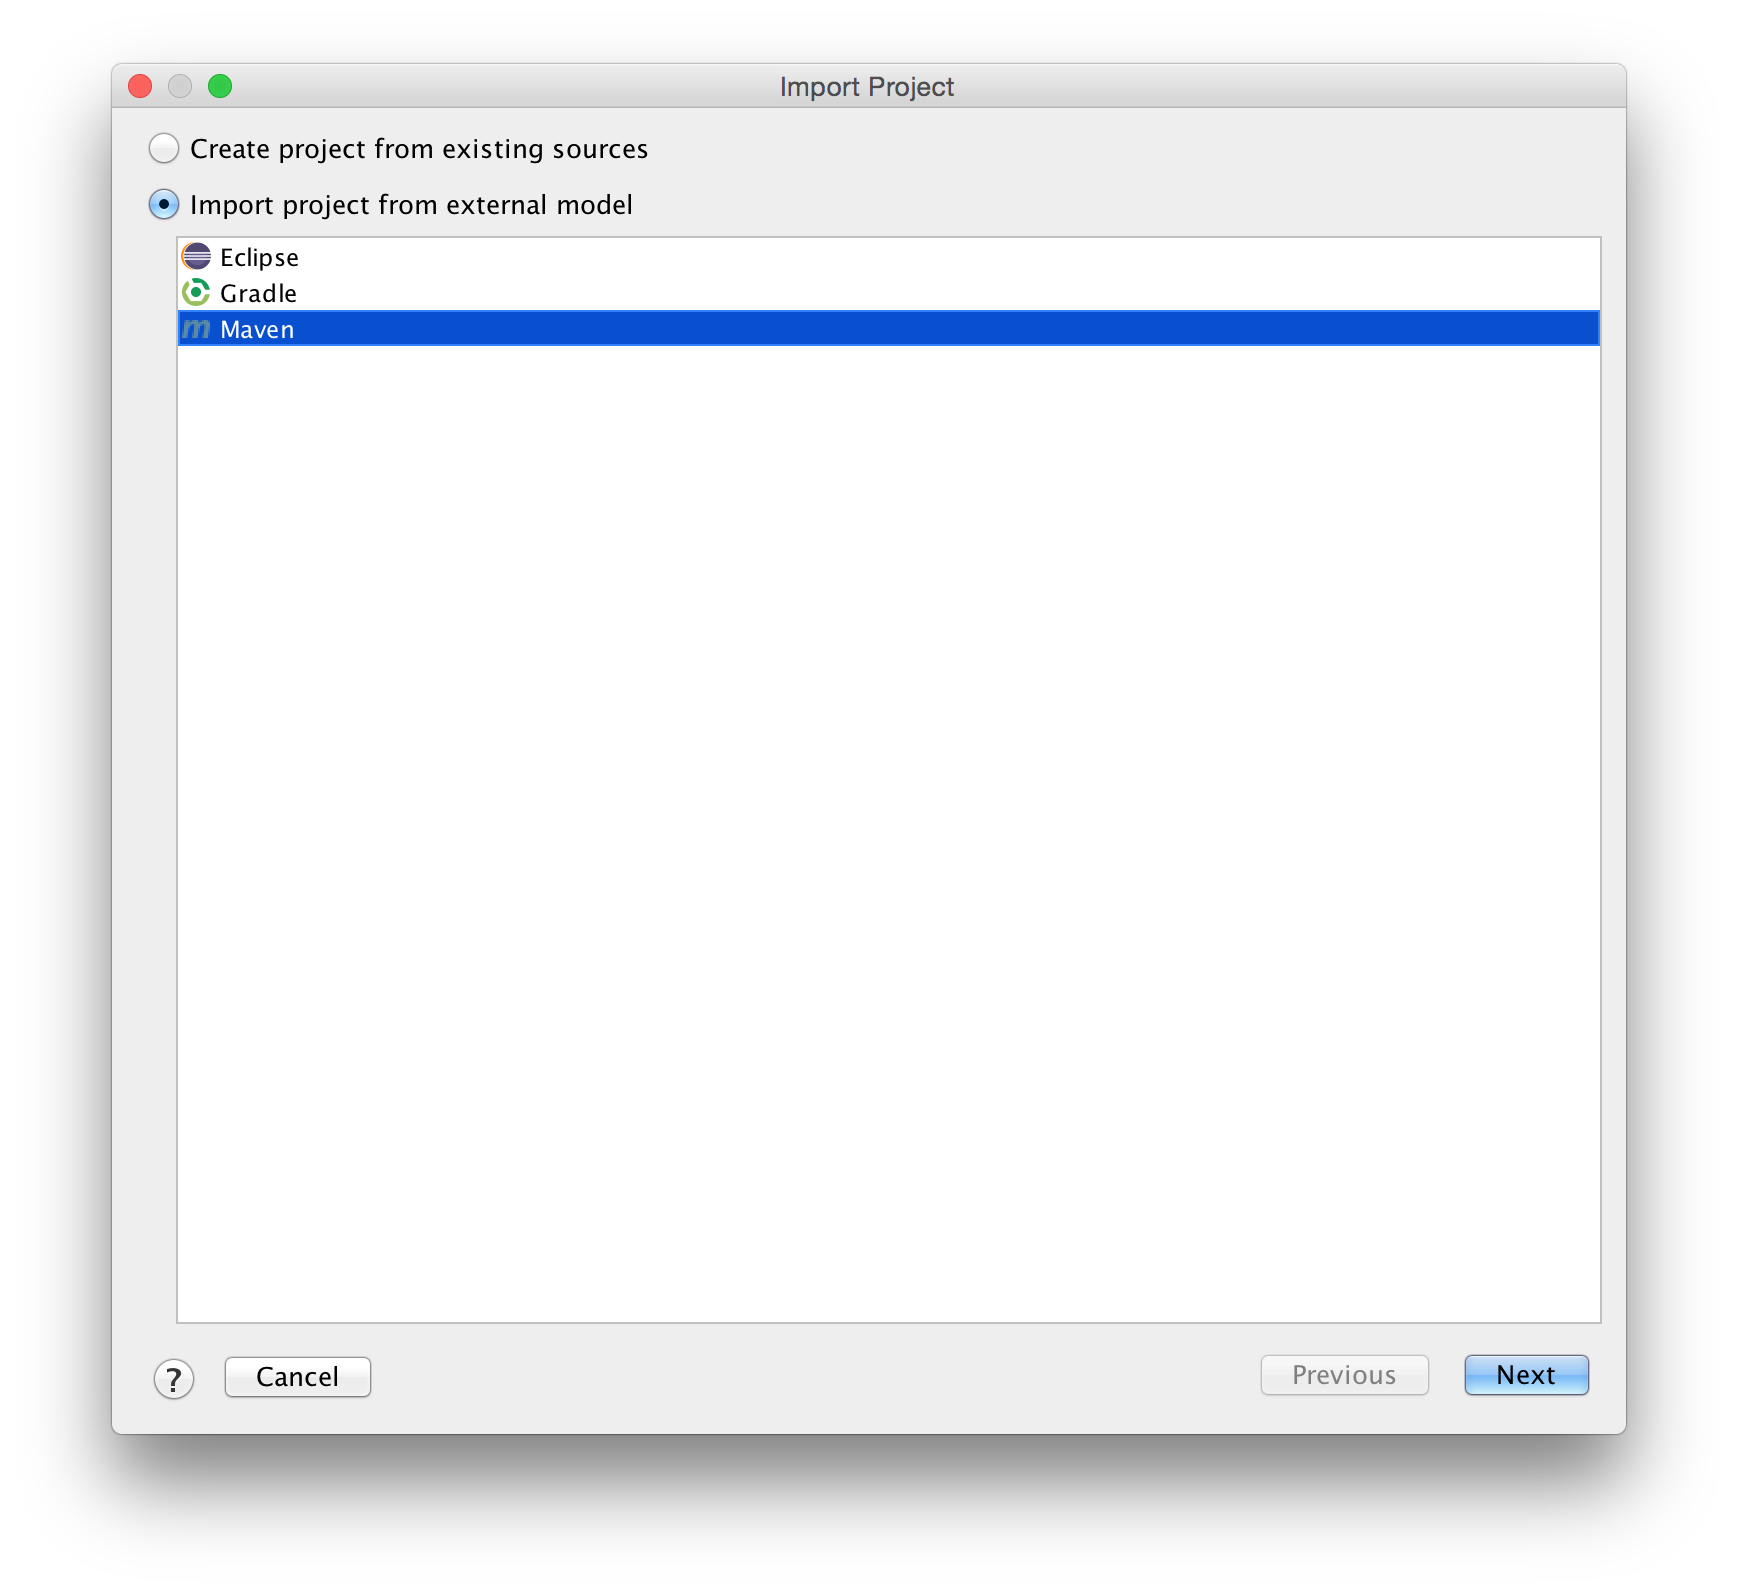 Import Project
Create project from existing sources
Import project from external model
Eclipse
Gradle
m Maven
? Cancel Previous Next